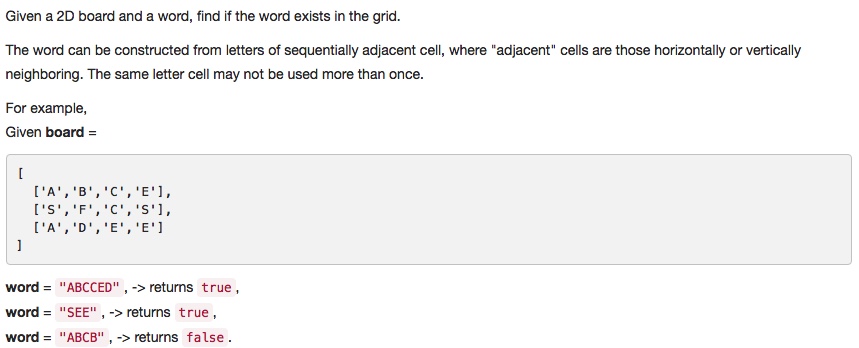 Given a 2D board and a word, find if the word exists in the grid.
The word can be constructed from letters of sequentially adjacent cell, where "adjacent" cells are those horizontally or vertically
neighboring. The same letter cell may not be used more than once.
For example,
Given board =
[
  ['A','B','C','E'],
  ['S','F','C','S'],
  ['A','D','E','E']
]
word = "ABCCED" , -> returns true ,
word = "SEE" , -> returns true ,
word = "ABCB" , -> returns false .